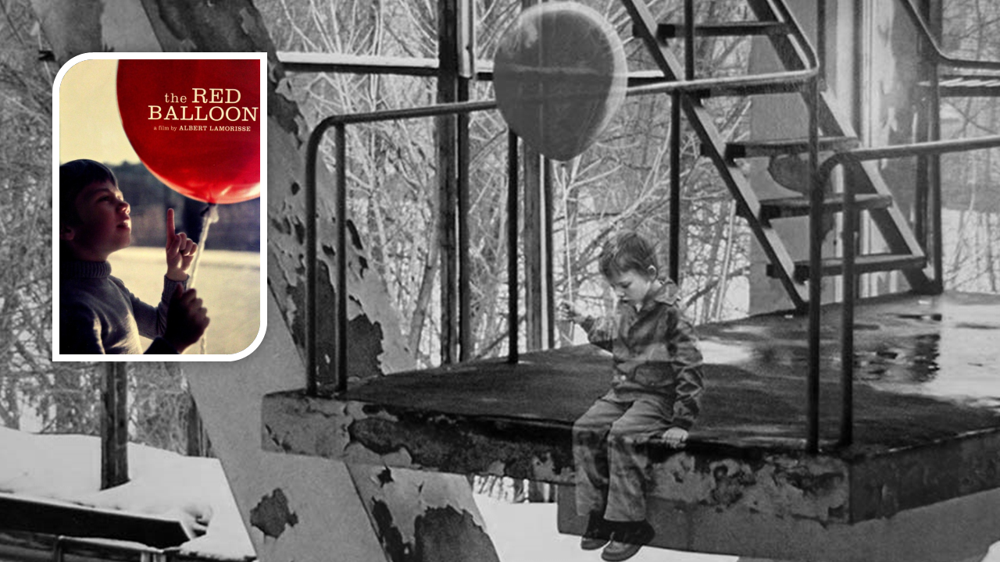 the RED
BALLOON
a film by ALBERT LAMORISSE